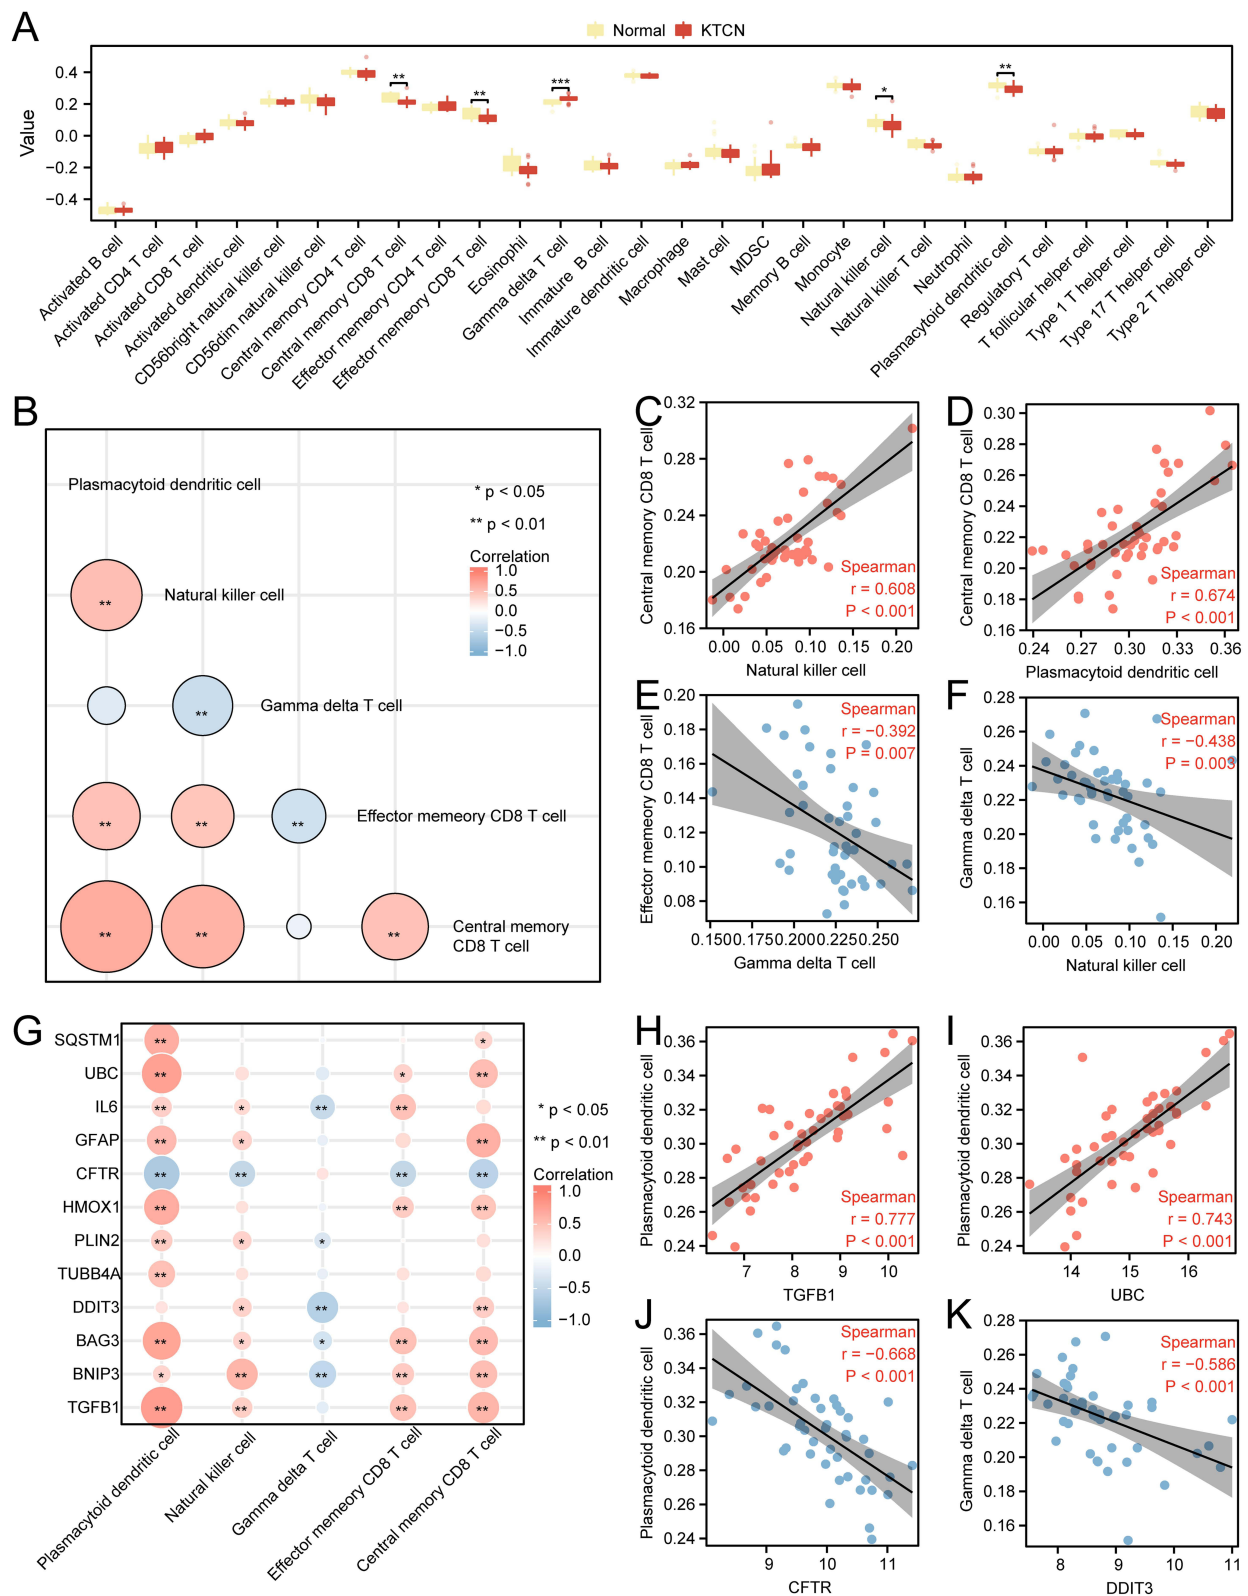 A
Normal KTCN
Value
0.4
0.2
0.0
−0.2
−0.4
** ** *** * **
Activated B cell
Activated CD4 T cell
Activated CD8 T cell
Activated dendritic cell
CD56bright natural killer cell
CD56dim natural killer cell
Central memory CD4 T cell
Central memory CD8 T cell
Effector memeory CD4 T cell
Effector memeory CD8 T cell
Eosinophil
Gamma delta T cell
Immature B cell
Immature dendritic cell
Macrophage
Mast cell
MDSC
Memory B cell
Monocyte
Natural killer cell
Natural killer T cell
Neutrophil
Plasmacytoid dendritic cell
Regulatory T cell
T follicular helper cell
Type 1 T helper cell
Type 17 T helper cell
Type 2 T helper cell
B
Plasmacytoid dendritic cell
* p < 0.05
** p < 0.01
Correlation
1.0
0.5
0.0
−0.5
−1.0
** Natural killer cell
** Gamma delta T cell
** ** ** Effector memeory CD8 T cell
** ** ** Central memory
CD8 T cell
C
Central memory CD8 T cell
0.32
0.28
0.24
0.20
0.16
Spearman
r = 0.608
P < 0.001
0.00 0.05 0.10 0.15 0.20
Natural killer cell
D
Central memory CD8 T cell
0.30
0.28
0.26
0.24
0.22
0.20
0.18
0.16
Spearman
r = 0.674
P < 0.001
0.24 0.27 0.30 0.33 0.36
Plasmacytoid dendritic cell
E
Effector memeory CD8 T cell
0.20
0.18
0.16
0.14
0.12
0.10
0.08
Spearman
r = −0.392
P = 0.007
0.150 0.175 0.200 0.225 0.250
Gamma delta T cell
F
Gamma delta T cell
0.28
0.26
0.24
0.22
0.20
0.18
0.16
Spearman
r = −0.438
P = 0.003
0.00 0.05 0.10 0.15 0.20
Natural killer cell
G
SQSTM1 ** *
UBC ** * **
IL6 ** * ** **
GFAP ** * **
CFTR ** ** ** **
HMOX1 ** ** **
PLIN2 ** * *
TUBB4A **
DDIT3 * ** **
BAG3 ** * * ** **
BNIP3 * ** ** ** **
TGFB1 ** ** ** **
Plasmacytoid dendritic cell
Natural killer cell
Gamma delta T cell
Effector memeory CD8 T cell
Central memory CD8 T cell
* p < 0.05
** p < 0.01
Correlation
1.0
0.5
0.0
−0.5
−1.0
H
Plasmacytoid dendritic cell
0.36
0.34
0.32
0.30
0.28
0.26
0.24
Spearman
r = 0.777
P < 0.001
7 8 9 10
TGFB1
I
Plasmacytoid dendritic cell
0.36
0.34
0.32
0.30
0.28
0.26
0.24
Spearman
r = 0.743
P < 0.001
14 15 16
UBC
J
Plasmacytoid dendritic cell
0.36
0.34
0.32
0.30
0.28
0.26
0.24
Spearman
r = −0.668
P < 0.001
9 10 11
CFTR
K
Gamma delta T cell
0.28
0.26
0.24
0.22
0.20
0.18
0.16
Spearman
r = −0.586
P < 0.001
8 9 10 11
DDIT3